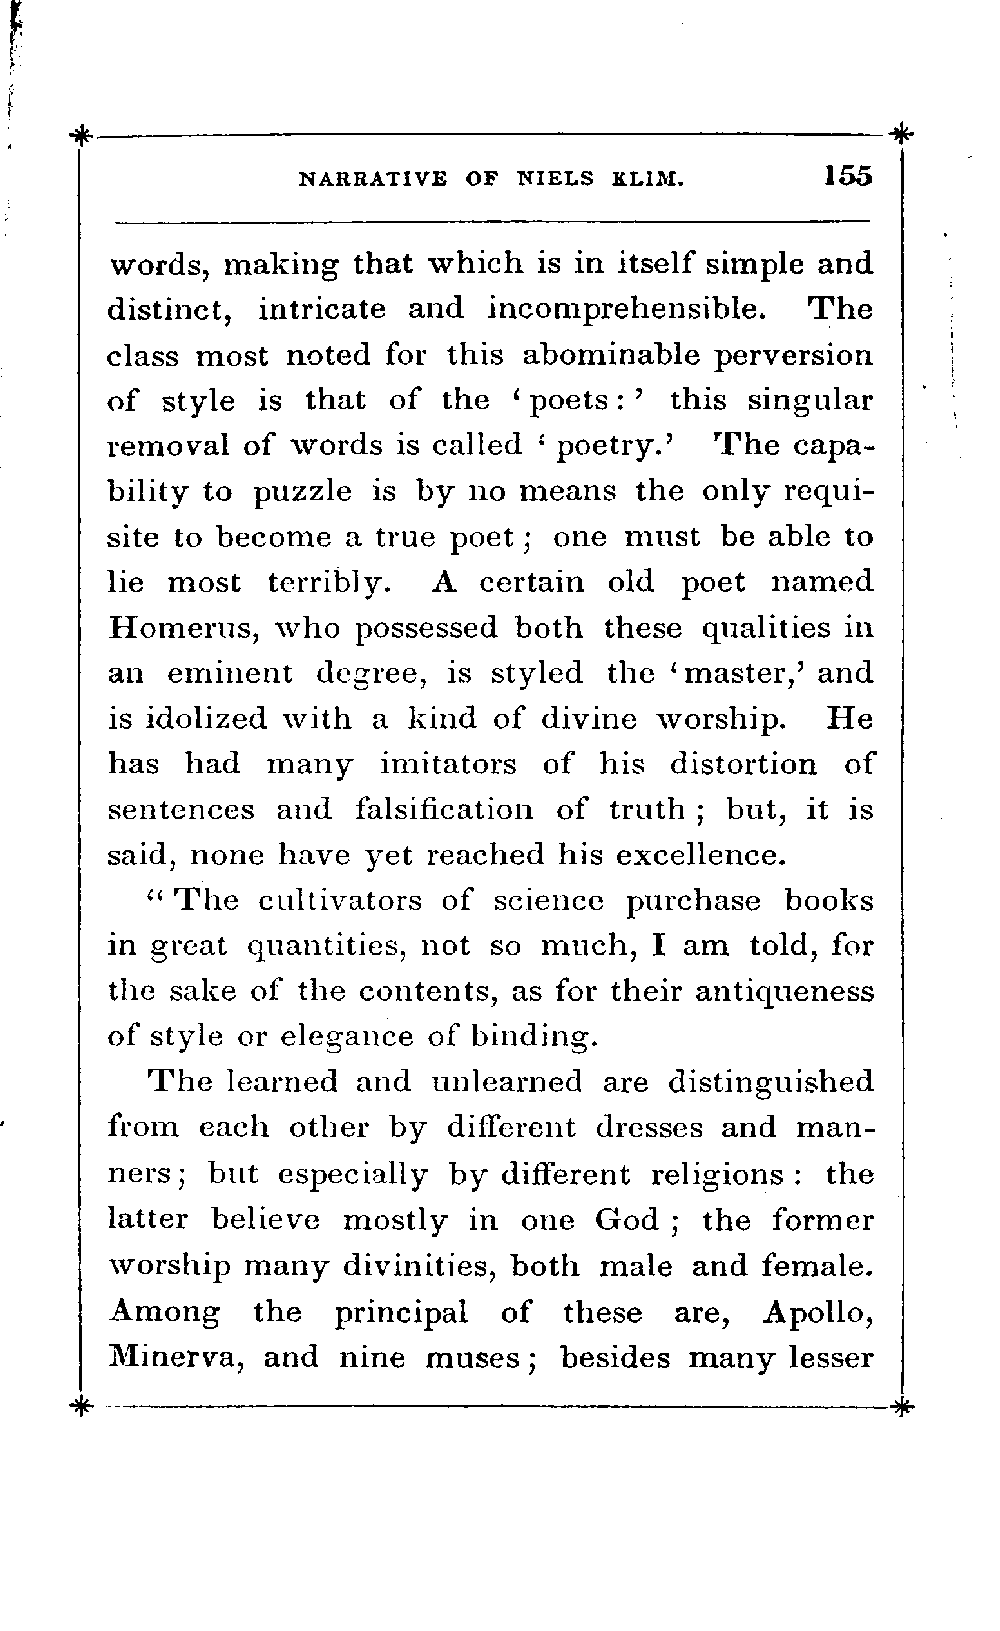 NARRATIVE OF NIELS KLIM. 155
words, making that which is in itself simple and
distinct, intricate and incomprehensible. The
class most noted for this abominable perversion
of style is that of the ‘poets:’ this singular
removal of words is called ‘poetry.’ The capa-
bility to puzzle is by no means the only requi-
site to become a true poet; one must be able to
lie most terribly. A certain old poet named
Homerus, who possessed both these qualities in
an eminent degree, is styled the ‘master,’ and
is idolized with a kind of divine worship. He
has had many imitators of his distortion of
sentences and falsification of truth; but, it is
said, none have yet reached his excellence.
“The cultivators of science purchase books
in great quantities, not so much, I am told, for
the sake of the contents, as for their antiqueness
of style or elegance of binding.
The learned and unlearned are distinguished
from each other by different dresses and man-
ners; but especially by different religions: the
latter believe mostly in one God; the former
worship many divinities, both male and female.
Among the principal of these are, Apollo,
Minerva, and nine muses; besides many lesser